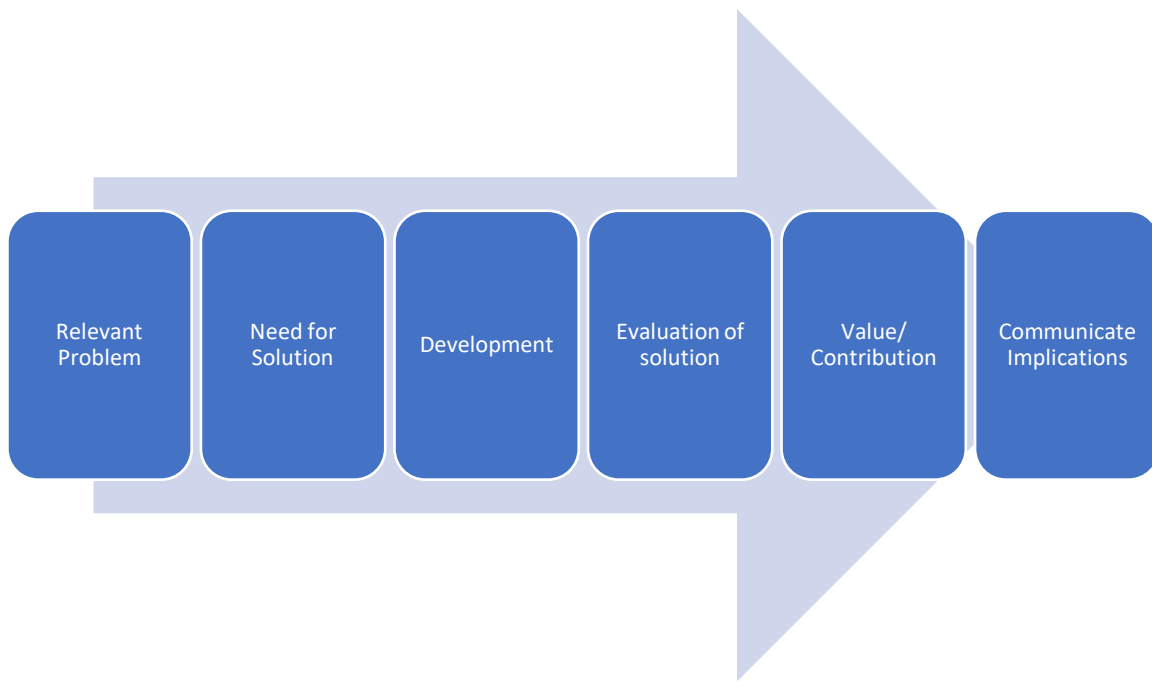 Relevant
Problem
Need for
Solution
Development
Evaluation of
solution
Value/
Contribution
Communicate
Implications